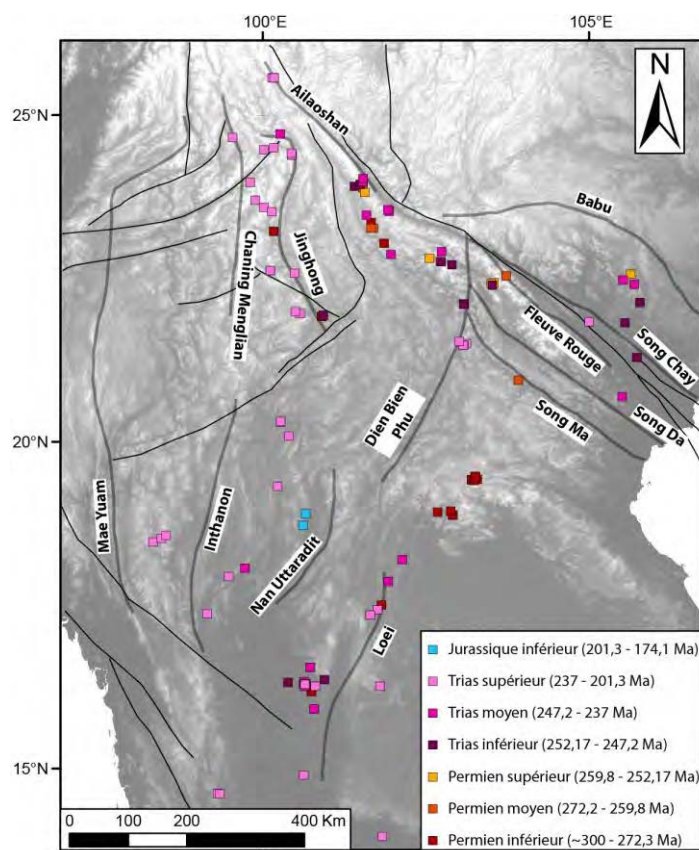 100°E
105°E
N
25°N
Ailaoshan
Babu
Chaning Menglian
Jinghong
Fleuve Rouge
Song Chay
Dien Bien
Phu
Song Da
Song Ma
20°N
Mae Yuam
Inthanon
Nan Uttaradit
Loei
Jurassique inférieur (201,3 - 174,1 Ma)
Trias supérieur (237 - 201,3 Ma)
Trias moyen (247,2 - 237 Ma)
Trias inférieur (252,17 - 247,2 Ma)
Permien supérieur (259,8 - 252,17 Ma)
Permien moyen (272,2 - 259,8 Ma)
Permien inférieur (~300 - 272,3 Ma)
15°N
0
100
200
400 Km